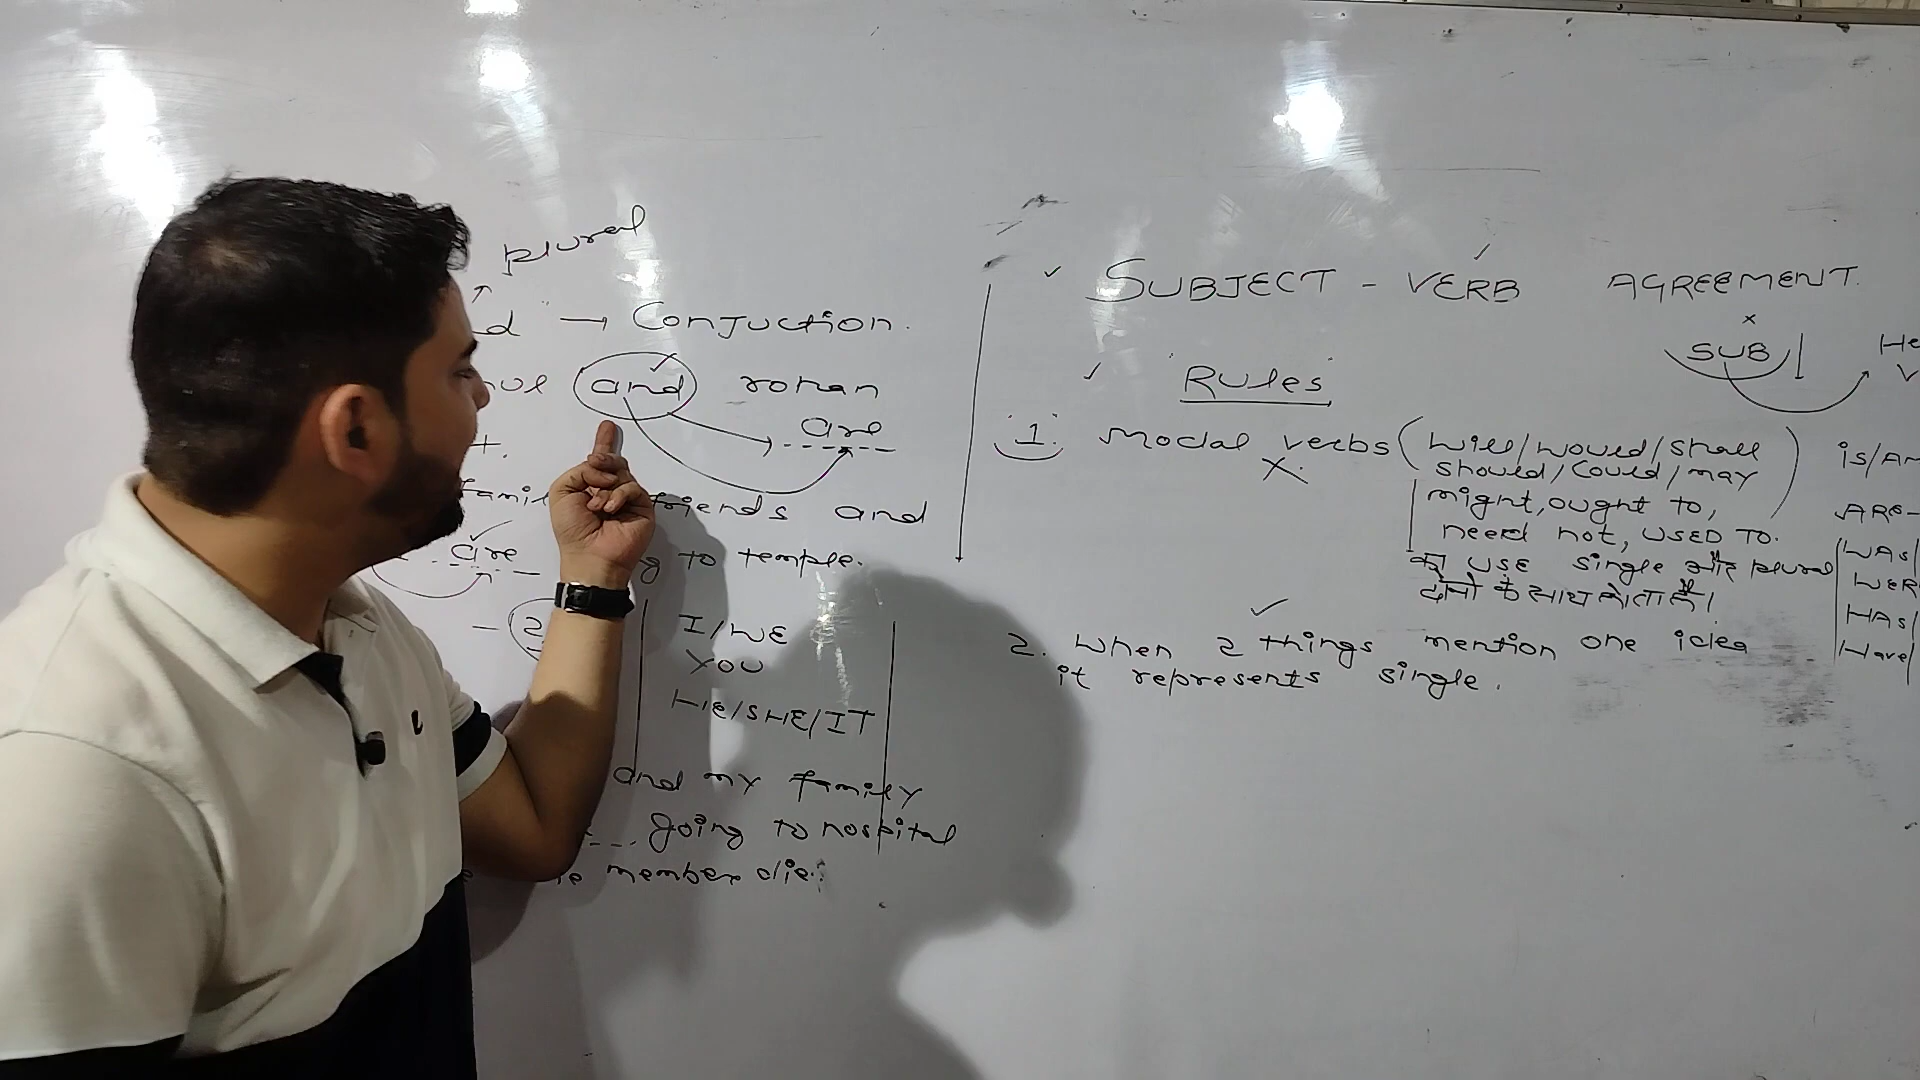 plural
→ Conjuction.
and rohan
are
friends and
are
to temple.
2
I/WE
YOU
HE/SHE/IT
and my family
going to hospital
member die.
SUBJECT - VERB AGREEMENT.
SUB
He
Rules
1. Modal verbs (will/would/shall
should/could/may
might, ought to,
need not, USED TO.
का USE single और plural
दोनों के साथ होता है।
is/AM
ARE-
WAS/
WER
HAS/
Have/
2. When 2 things mention one idea
it represents single.